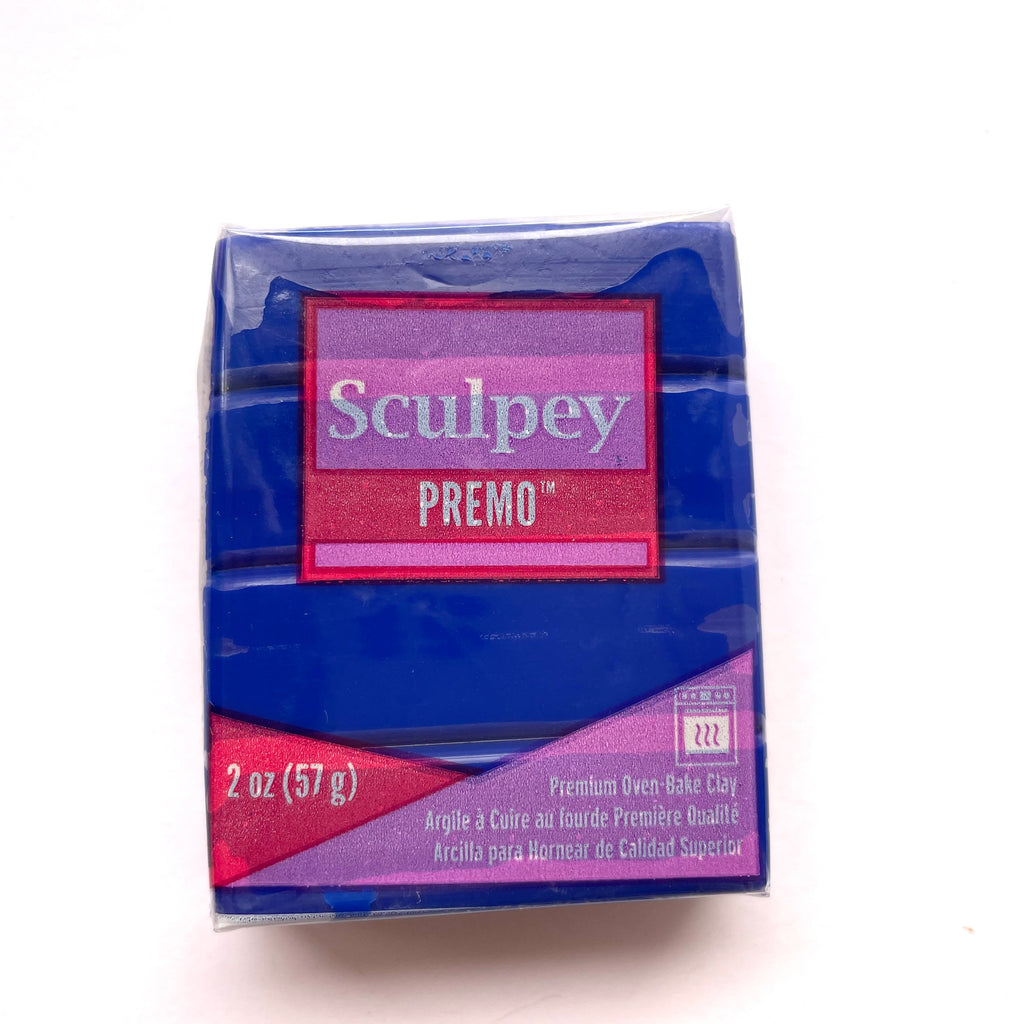 Sculpey
PREMO™
2 oz (57 g)
Premium Oven-Bake Clay
Argile à Cuire au fourde Première Qualité
Arcilla para Hornear de Calidad Superior